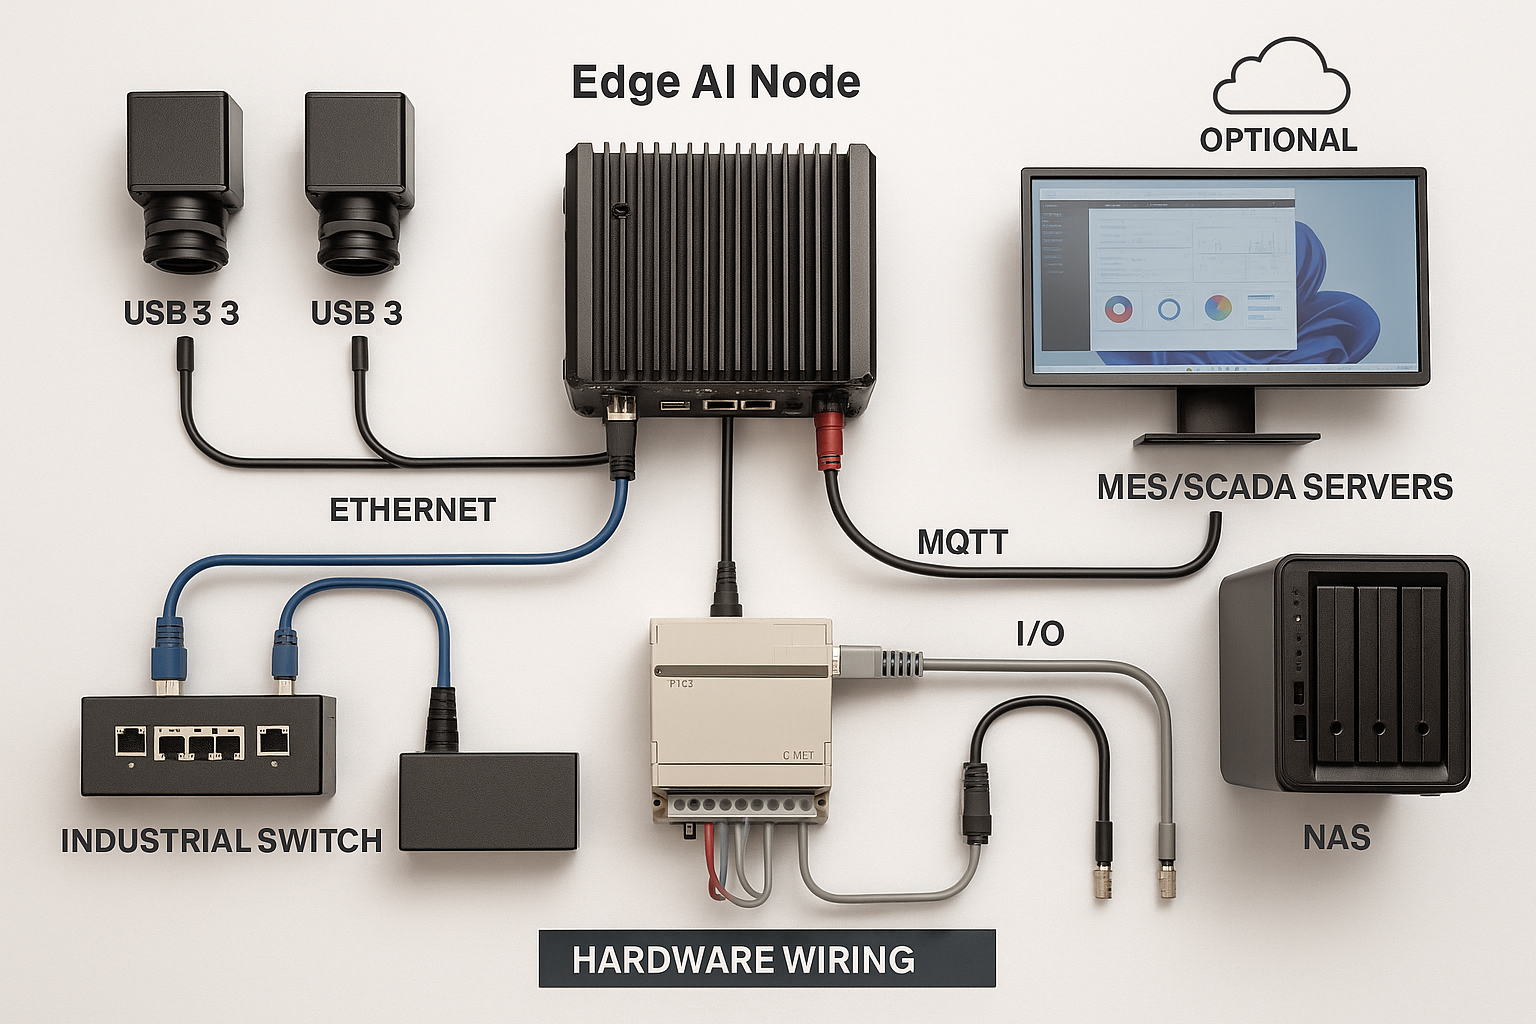 Edge AI Node
OPTIONAL
USB 3 3
USB 3
ETHERNET
MES/SCADA SERVERS
MQTT
I/O
P1C3
C MET
INDUSTRIAL SWITCH
NAS
HARDWARE WIRING